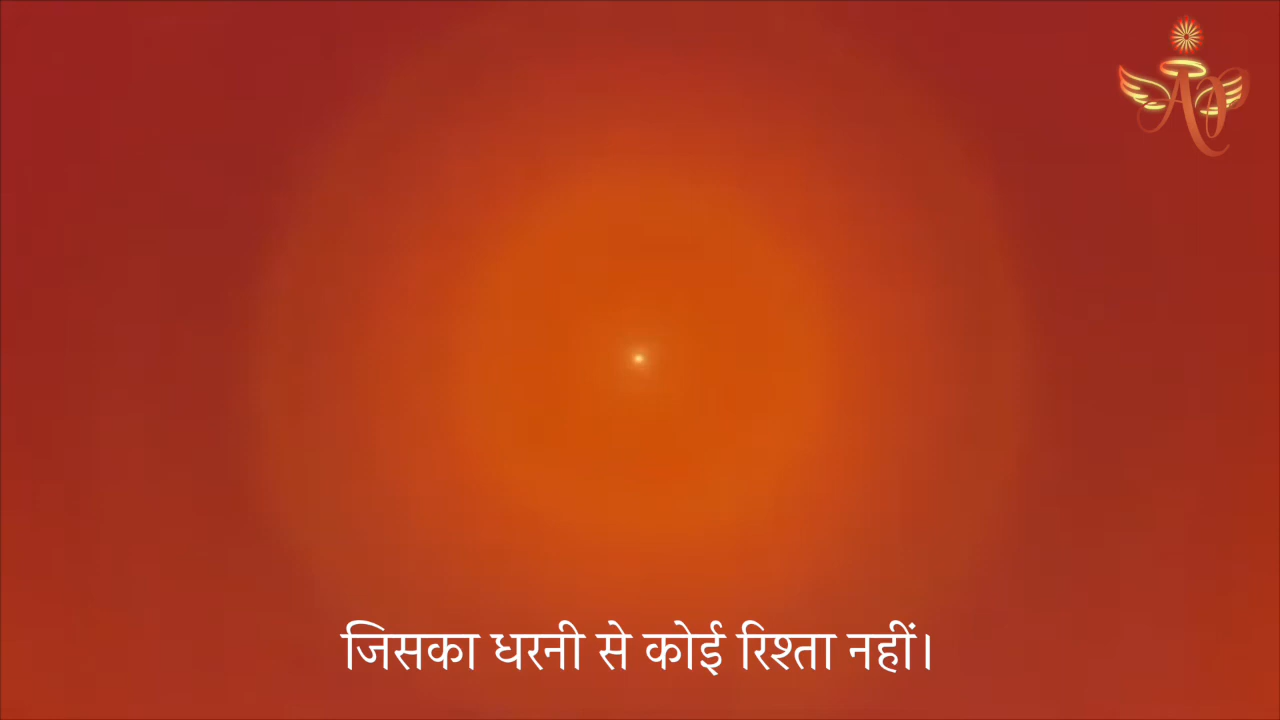 जिसका धरनी से कोई रिश्ता नहीं।